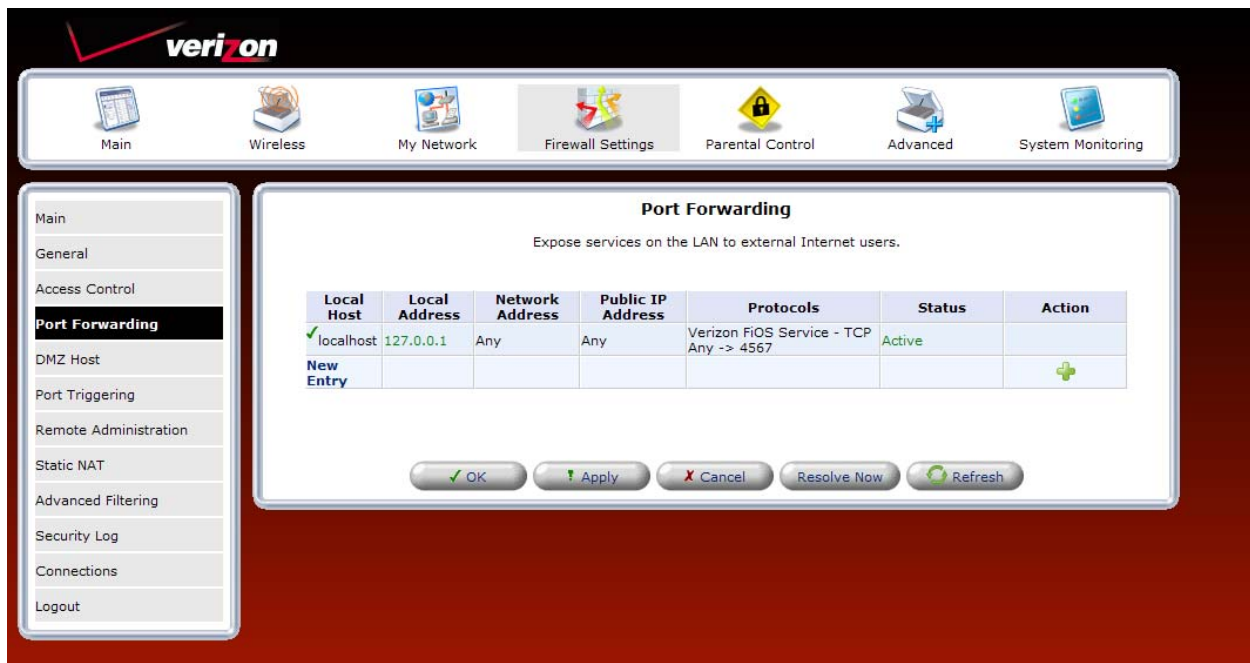 verizon
Main
Wireless
My Network
Firewall Settings
Parental Control
Advanced
System Monitoring
Main
General
Access Control
Port Forwarding
DMZ Host
Port Triggering
Remote Administration
Static NAT
Advanced Filtering
Security Log
Connections
Logout
Port Forwarding
Expose services on the LAN to external Internet users.
Local Host
Local Address
Network Address
Public IP Address
Protocols
Status
Action
localhost
127.0.0.1
Any
Any
Verizon FiOS Service - TCP
Any -> 4567
Active
New
Entry
OK
Apply
Cancel
Resolve Now
Refresh